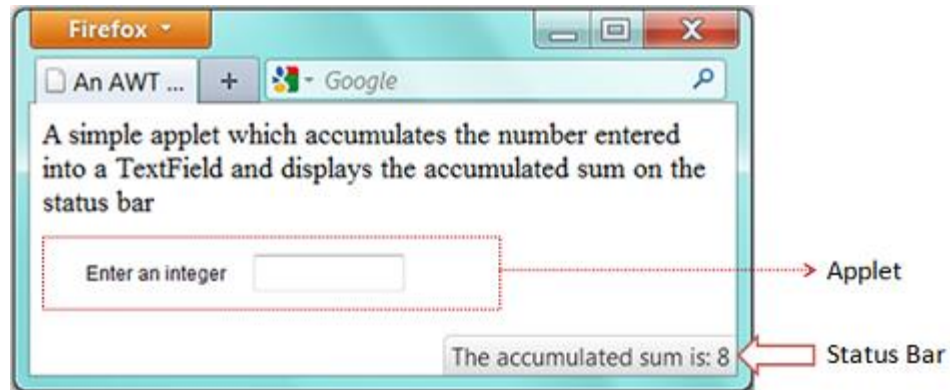 Firefox
An AWT ...
+
Google
X
A simple applet which accumulates the number entered
into a TextField and displays the accumulated sum on the
status bar
Enter an integer
Applet
The accumulated sum is: 8
Status Bar